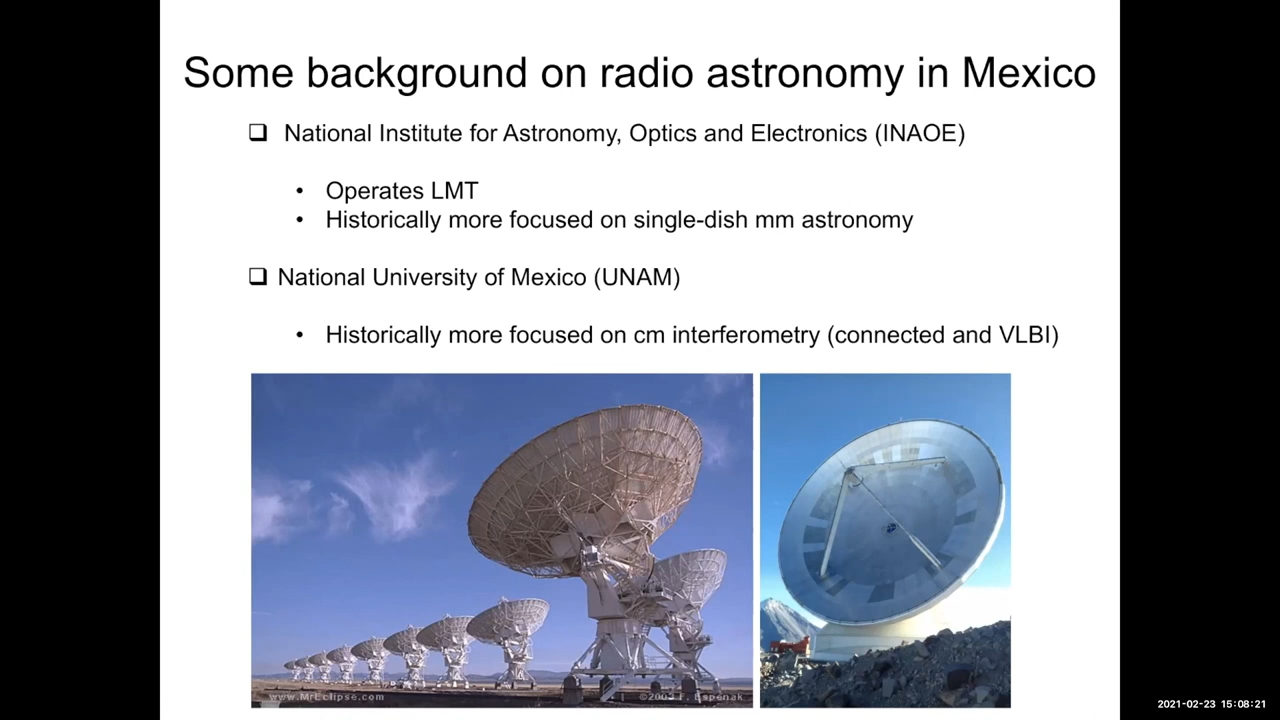 Some background on radio astronomy in Mexico
❑ National Institute for Astronomy, Optics and Electronics (INAOE)
• Operates LMT
• Historically more focused on single-dish mm astronomy
❑ National University of Mexico (UNAM)
• Historically more focused on cm interferometry (connected and VLBI)
www.MrEclipse.com
F. Espenak
2021-02-23 15:08:21